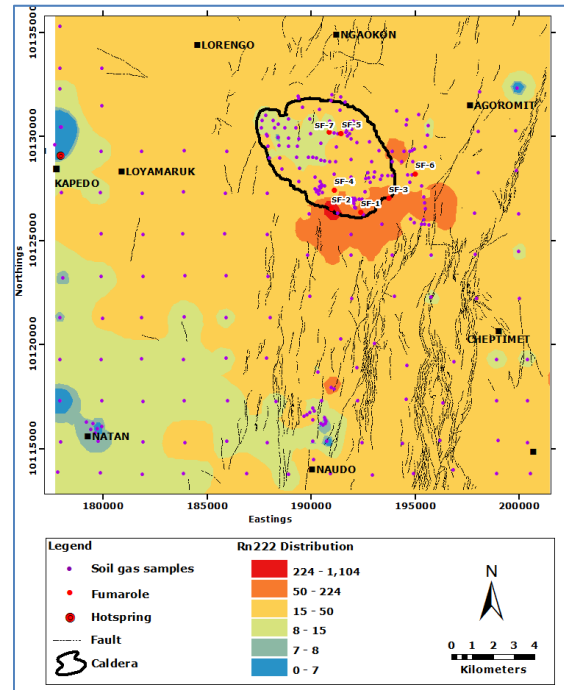 10135000
LORENGO
NGAOKON
AGOROMIT
10130000
SF-7
SF-5
KAPEDO
LOYAMARUK
SF-6
SF-4
SF-3
SF-2
SF-1
10125000
Northings
10120000
CHEPTIMET
10115000
NATAN
NAUDO
180000 185000 190000 195000 200000
Eastings
Legend
Soil gas samples
Fumarole
Hotspring
Fault
Caldera
Rn222 Distribution
224 - 1,104
50 - 224
15 - 50
8 - 15
7 - 8
0 - 7
N
0 1 2 3 4
Kilometers